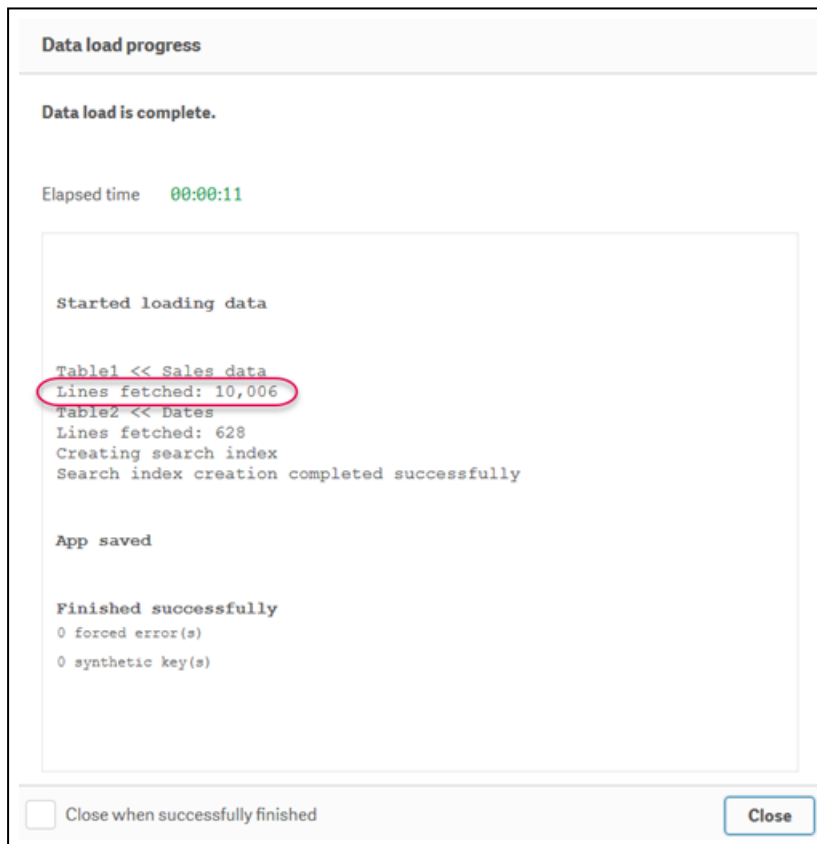 Data load progress
Data load is complete.
Elapsed time 00:00:11
Started loading data
Table1 << Sales data
Lines fetched: 10,006
Table2 << Dates
Lines fetched: 628
Creating search index
Search index creation completed successfully
App saved
Finished successfully
0 forced error(s)
0 synthetic key(s)
Close when successfully finished
Close